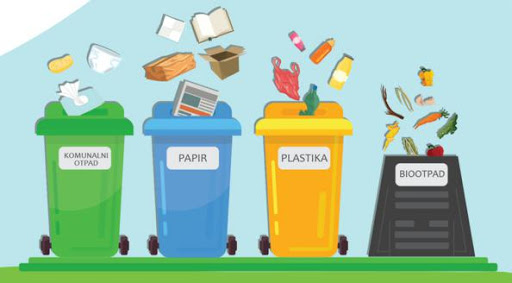 KOMUNALNI
OTPAD
PAPIR
PLASTIKA
BIOOTPAD